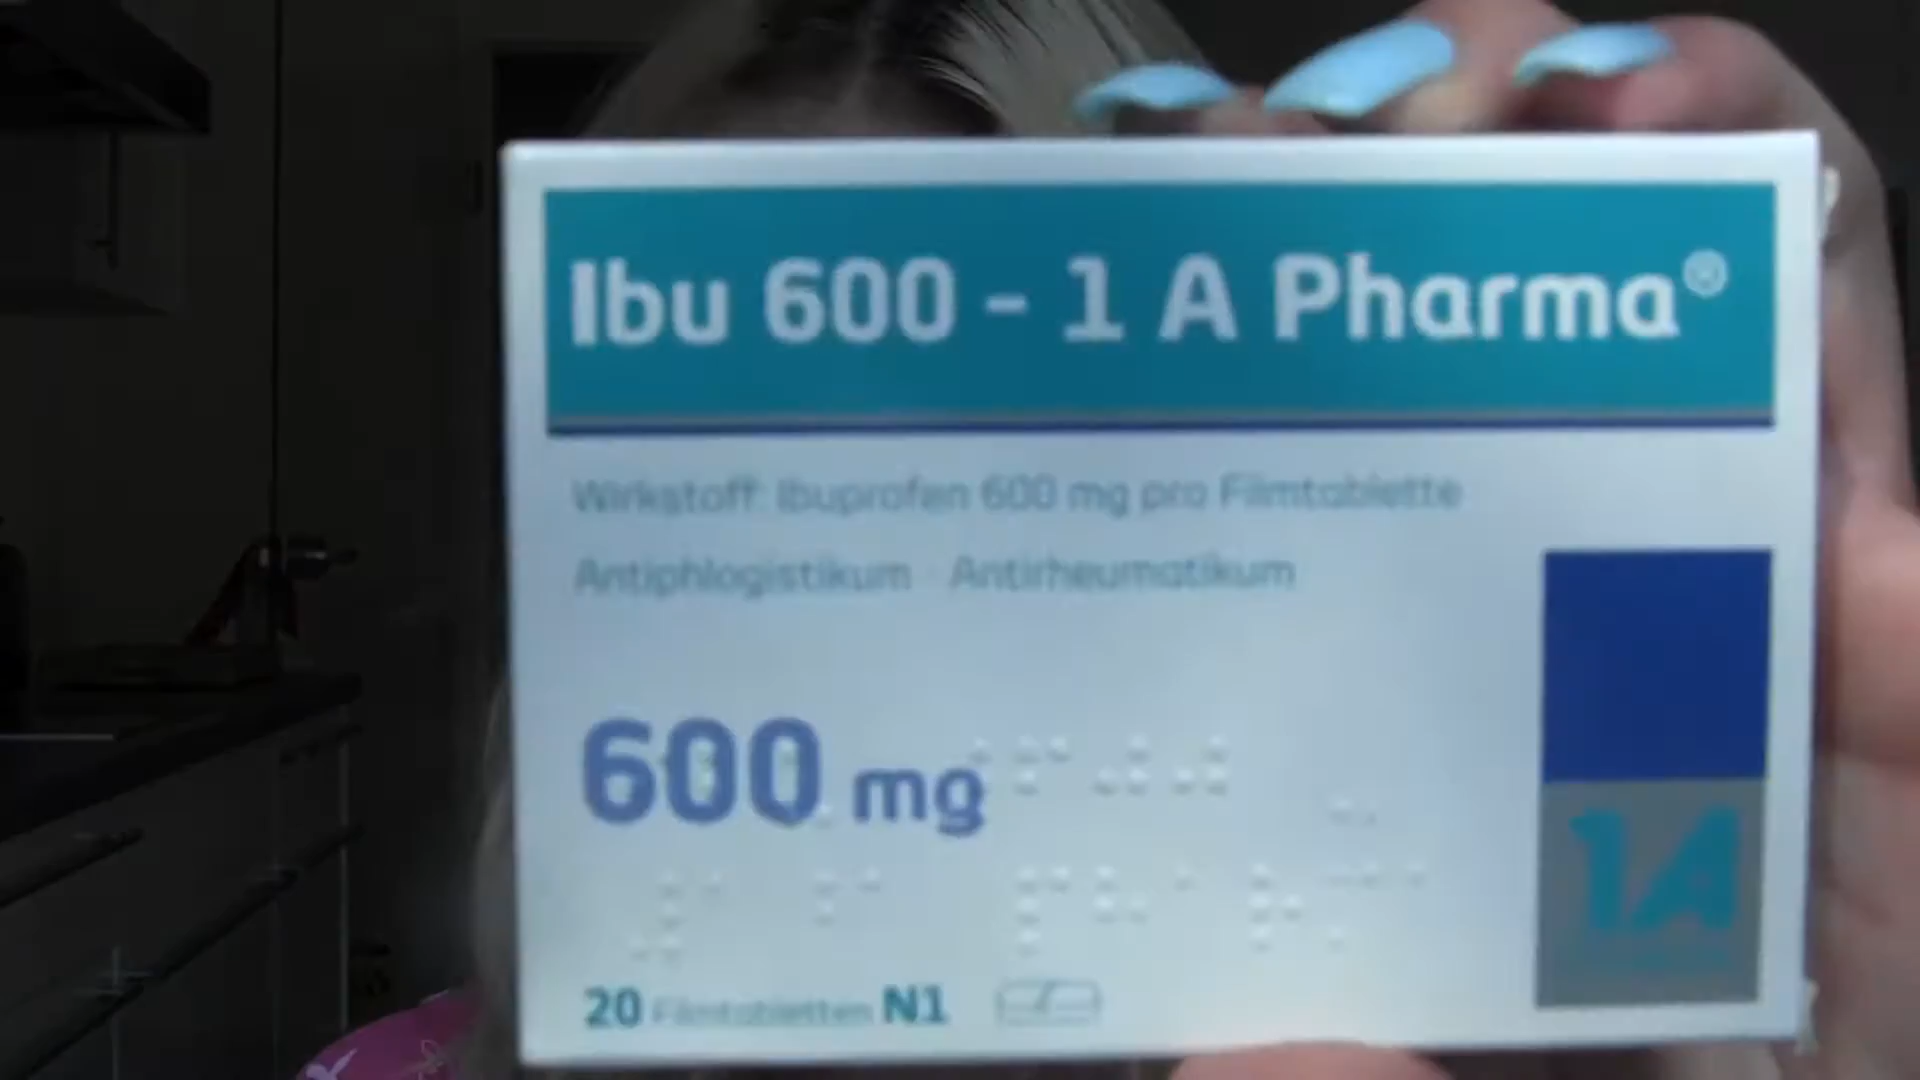 Ibu 600 - 1 A Pharma®
Wirkstoff: Ibuprofen 600 mg pro Filmtablette
Antiphlogistikum · Antirheumatikum
600 mg
20 Filmtabletten N1
1A